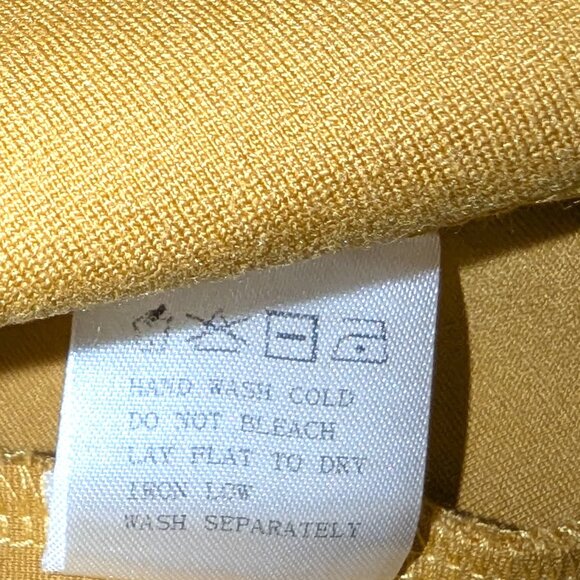 HAND WASH COLD
DO NOT BLEACH
LAY FLAT TO DRY
IRON LOW
WASH SEPARATELY